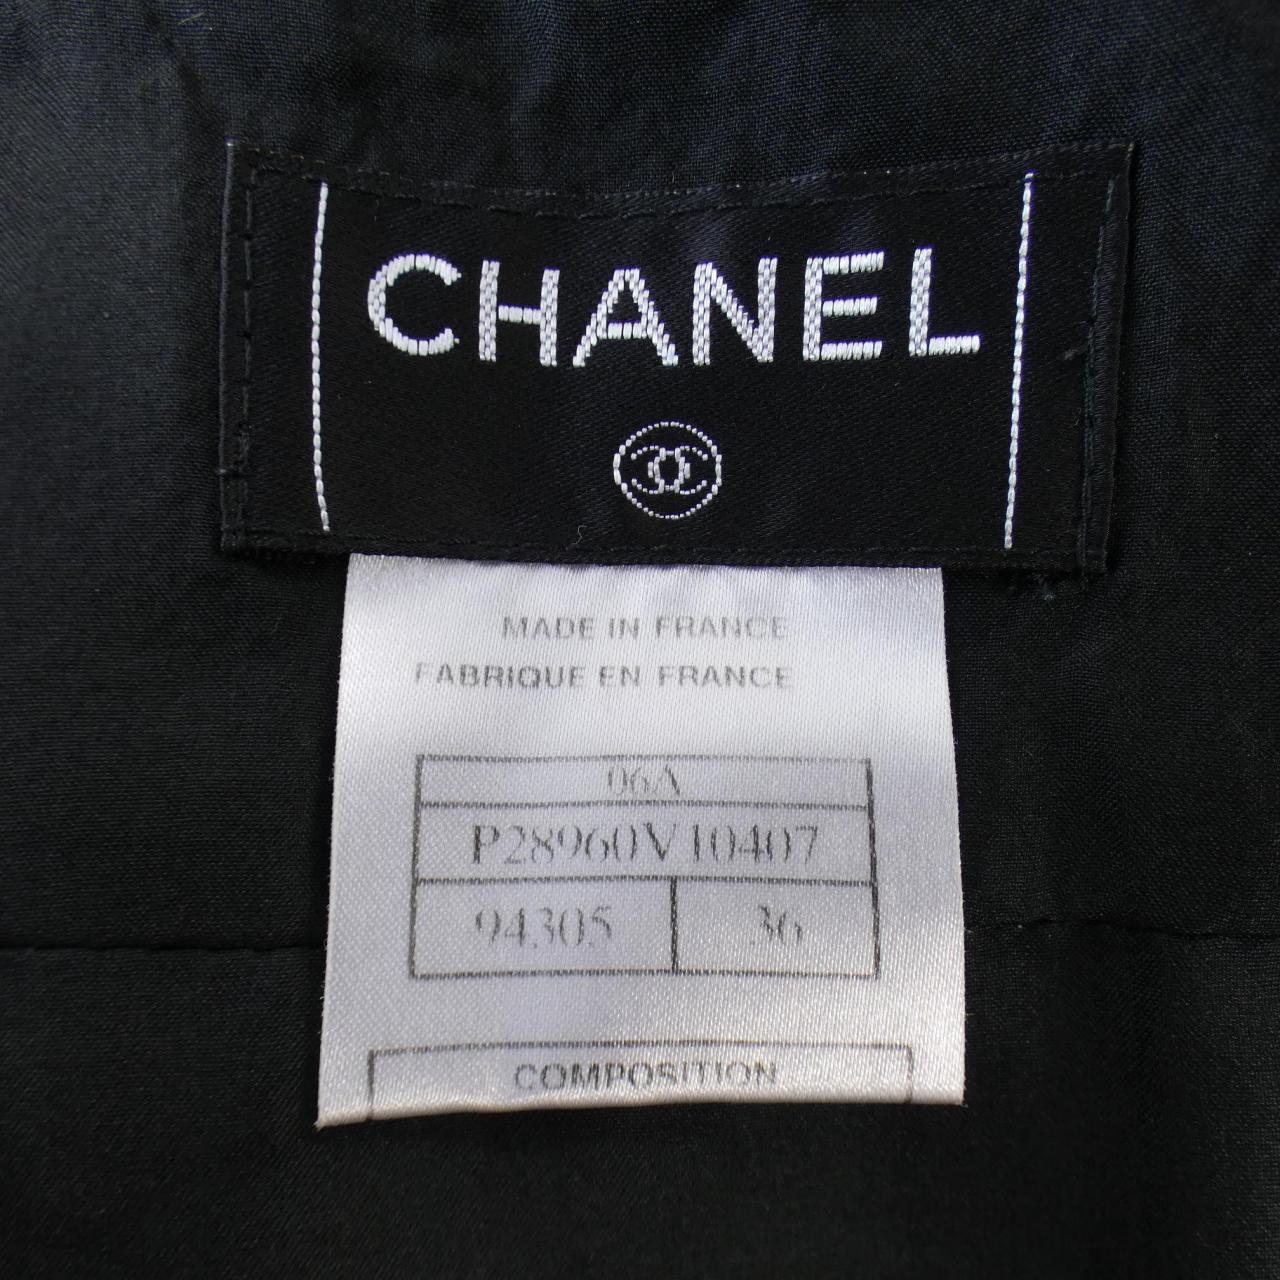 CHANEL
MADE IN FRANCE
FABRIQUE EN FRANCE
06A
P28960V10407
94305 36
COMPOSITION